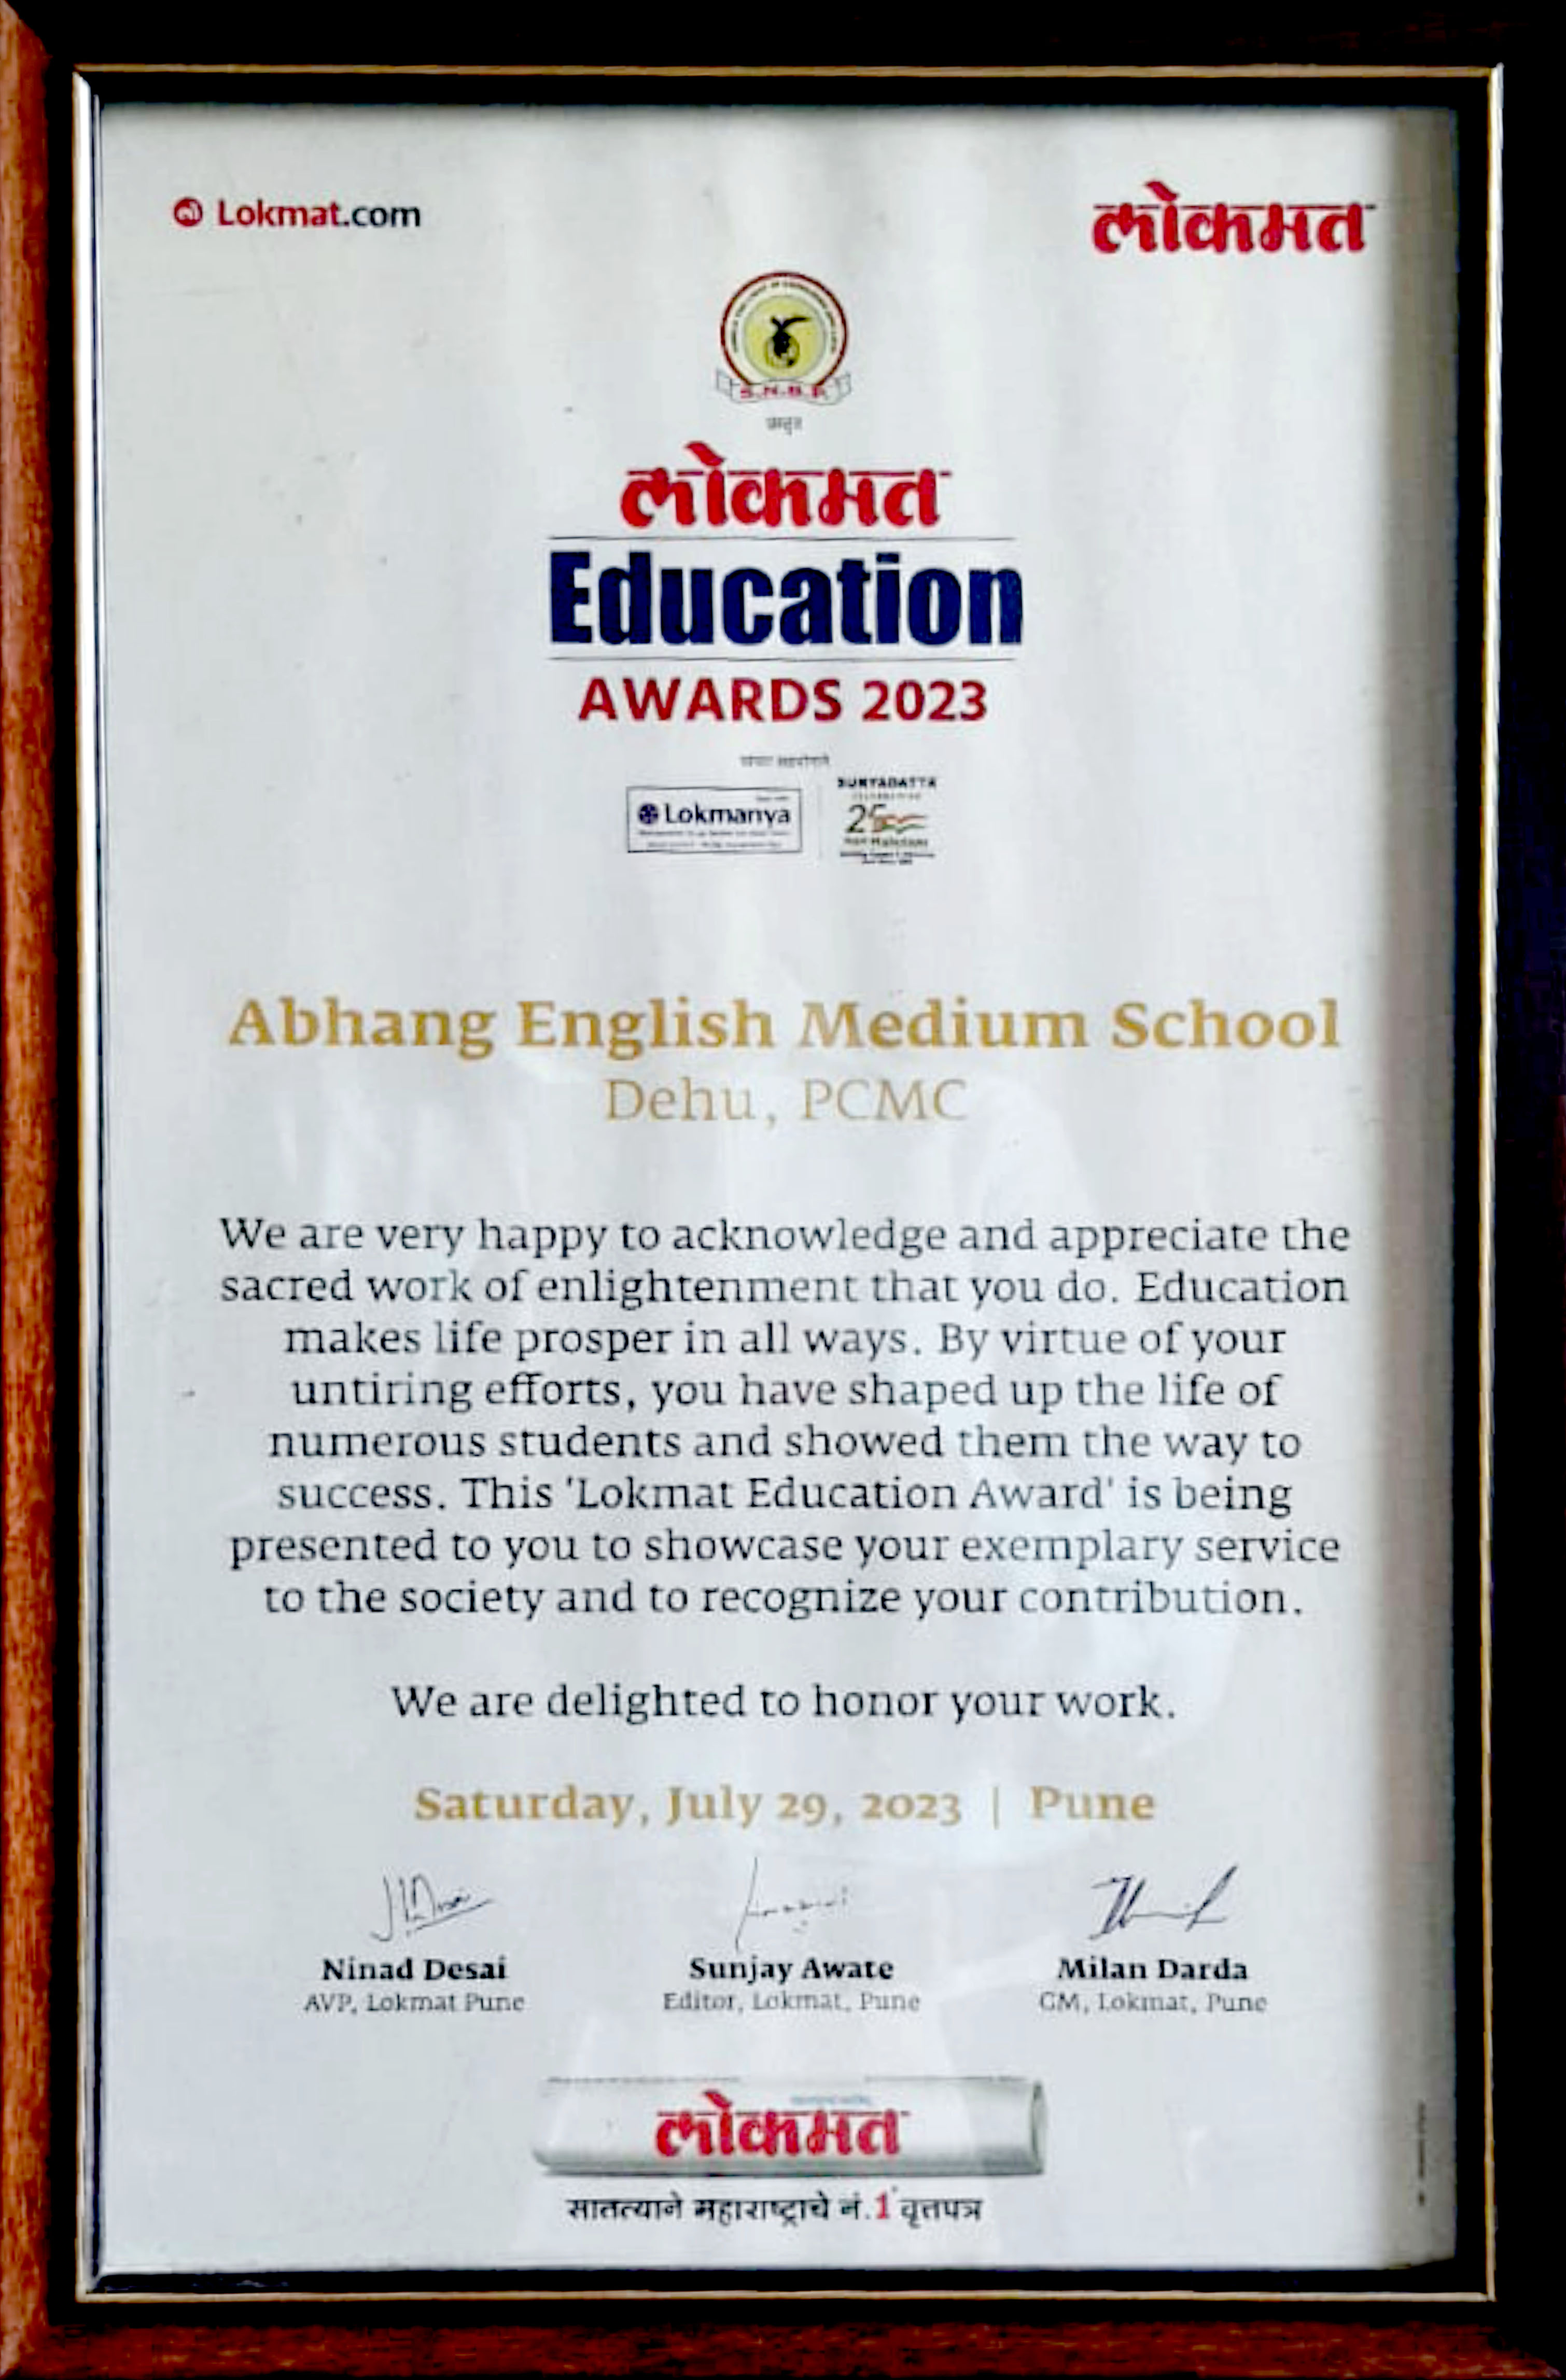 Lokmat.com
लोकमत
S.N.B.P.
प्रस्तुत
लोकमत
Education
AWARDS 2023
Lokmanya
SURYADATTA
25
Abhang English Medium School
Dehu, PCMC
We are very happy to acknowledge and appreciate the
sacred work of enlightenment that you do. Education
makes life prosper in all ways. By virtue of your
untiring efforts, you have shaped up the life of
numerous students and showed them the way to
success. This 'Lokmat Education Award' is being
presented to you to showcase your exemplary service
to the society and to recognize your contribution.
We are delighted to honor your work.
Saturday, July 29, 2023 | Pune
Ninad Desai
AVP, Lokmat Pune
Sunjay Awate
Editor, Lokmat, Pune
Milan Darda
GM, Lokmat, Pune
लोकमत
सातत्याने महाराष्ट्राचे नं.1 वृत्तपत्र